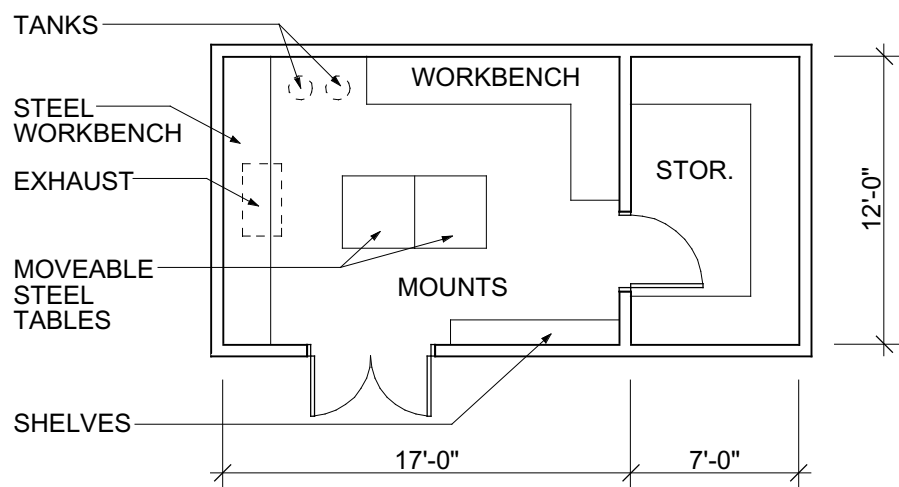 TANKS
WORKBENCH
STEEL
WORKBENCH
STOR.
EXHAUST
12'-0"
MOVEABLE
STEEL
TABLES
MOUNTS
SHELVES
17'-0"
7'-0"